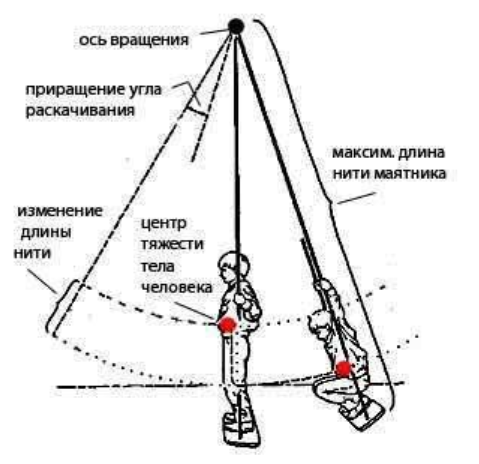 ось вращения
приращение угла
раскачивания
максим. длина
нити маятника
изменение
длины
нити
центр
тяжести
тела
человека